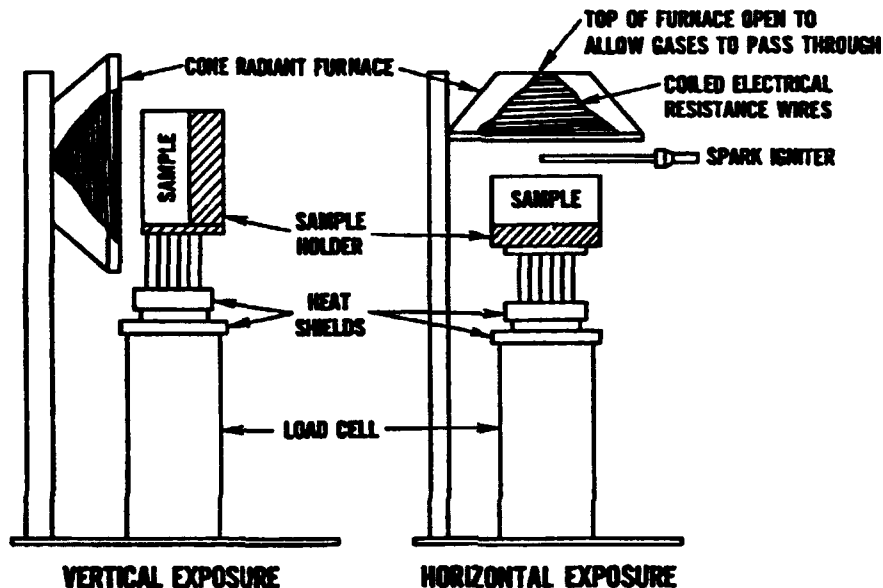 TOP OF FURNACE OPEN TO
ALLOW GASES TO PASS THROUGH
CONE RADIANT FURNACE
COILED ELECTRICAL
RESISTANCE WIRES
SPARK IGNITER
SAMPLE
SAMPLE
SAMPLE
HOLDER
HEAT
SHIELDS
LOAD CELL
VERTICAL EXPOSURE
HORIZONTAL EXPOSURE